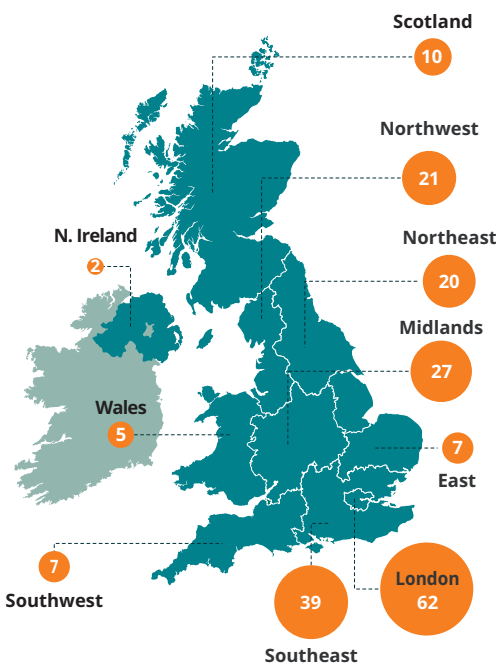 Scotland
10
Northwest
21
N. Ireland
2
Northeast
20
Midlands
27
Wales
5
7
East
7
Southwest
London
62
39
Southeast